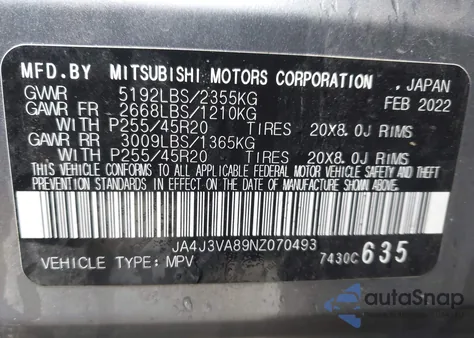 MFD.BY MITSUBISHI MOTORS CORPORATION , JAPAN
GVWR 5192LBS/2355KG FEB 2022
GAWR FR 2668LBS/1210KG
WITH P255/45R20 TIRES 20X8.0J RIMS
GAWR RR 3009LBS/1365KG
WITH P255/45R20 TIRES 20X8.0J RIMS
THIS VEHICLE CONFORMS TO ALL APPLICABLE FEDERAL MOTOR VEHICLE SAFETY AND THEFT
PREVENTION STANDARDS IN EFFECT ON THE DATE OF MANUFACTURE SHOWN ABOVE.
JA4J3VA89NZ070493
VEHICLE TYPE: MPV 7430C 635
autoSnap
by CARFAST